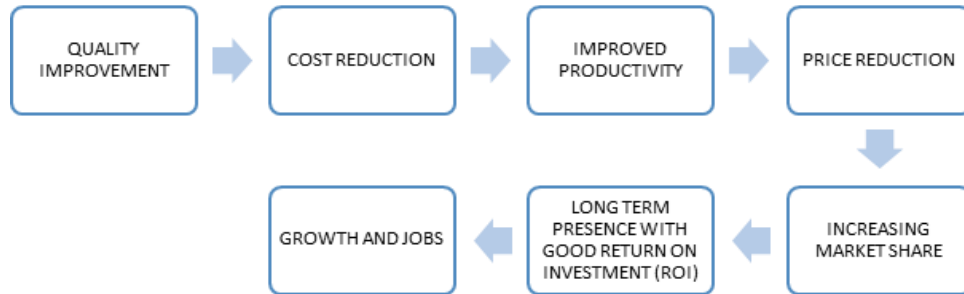 QUALITY
IMPROVEMENT
COST REDUCTION
IMPROVED
PRODUCTIVITY
PRICE REDUCTION
INCREASING
MARKET SHARE
LONG TERM
PRESENCE WITH
GOOD RETURN ON
INVESTMENT (ROI)
GROWTH AND JOBS